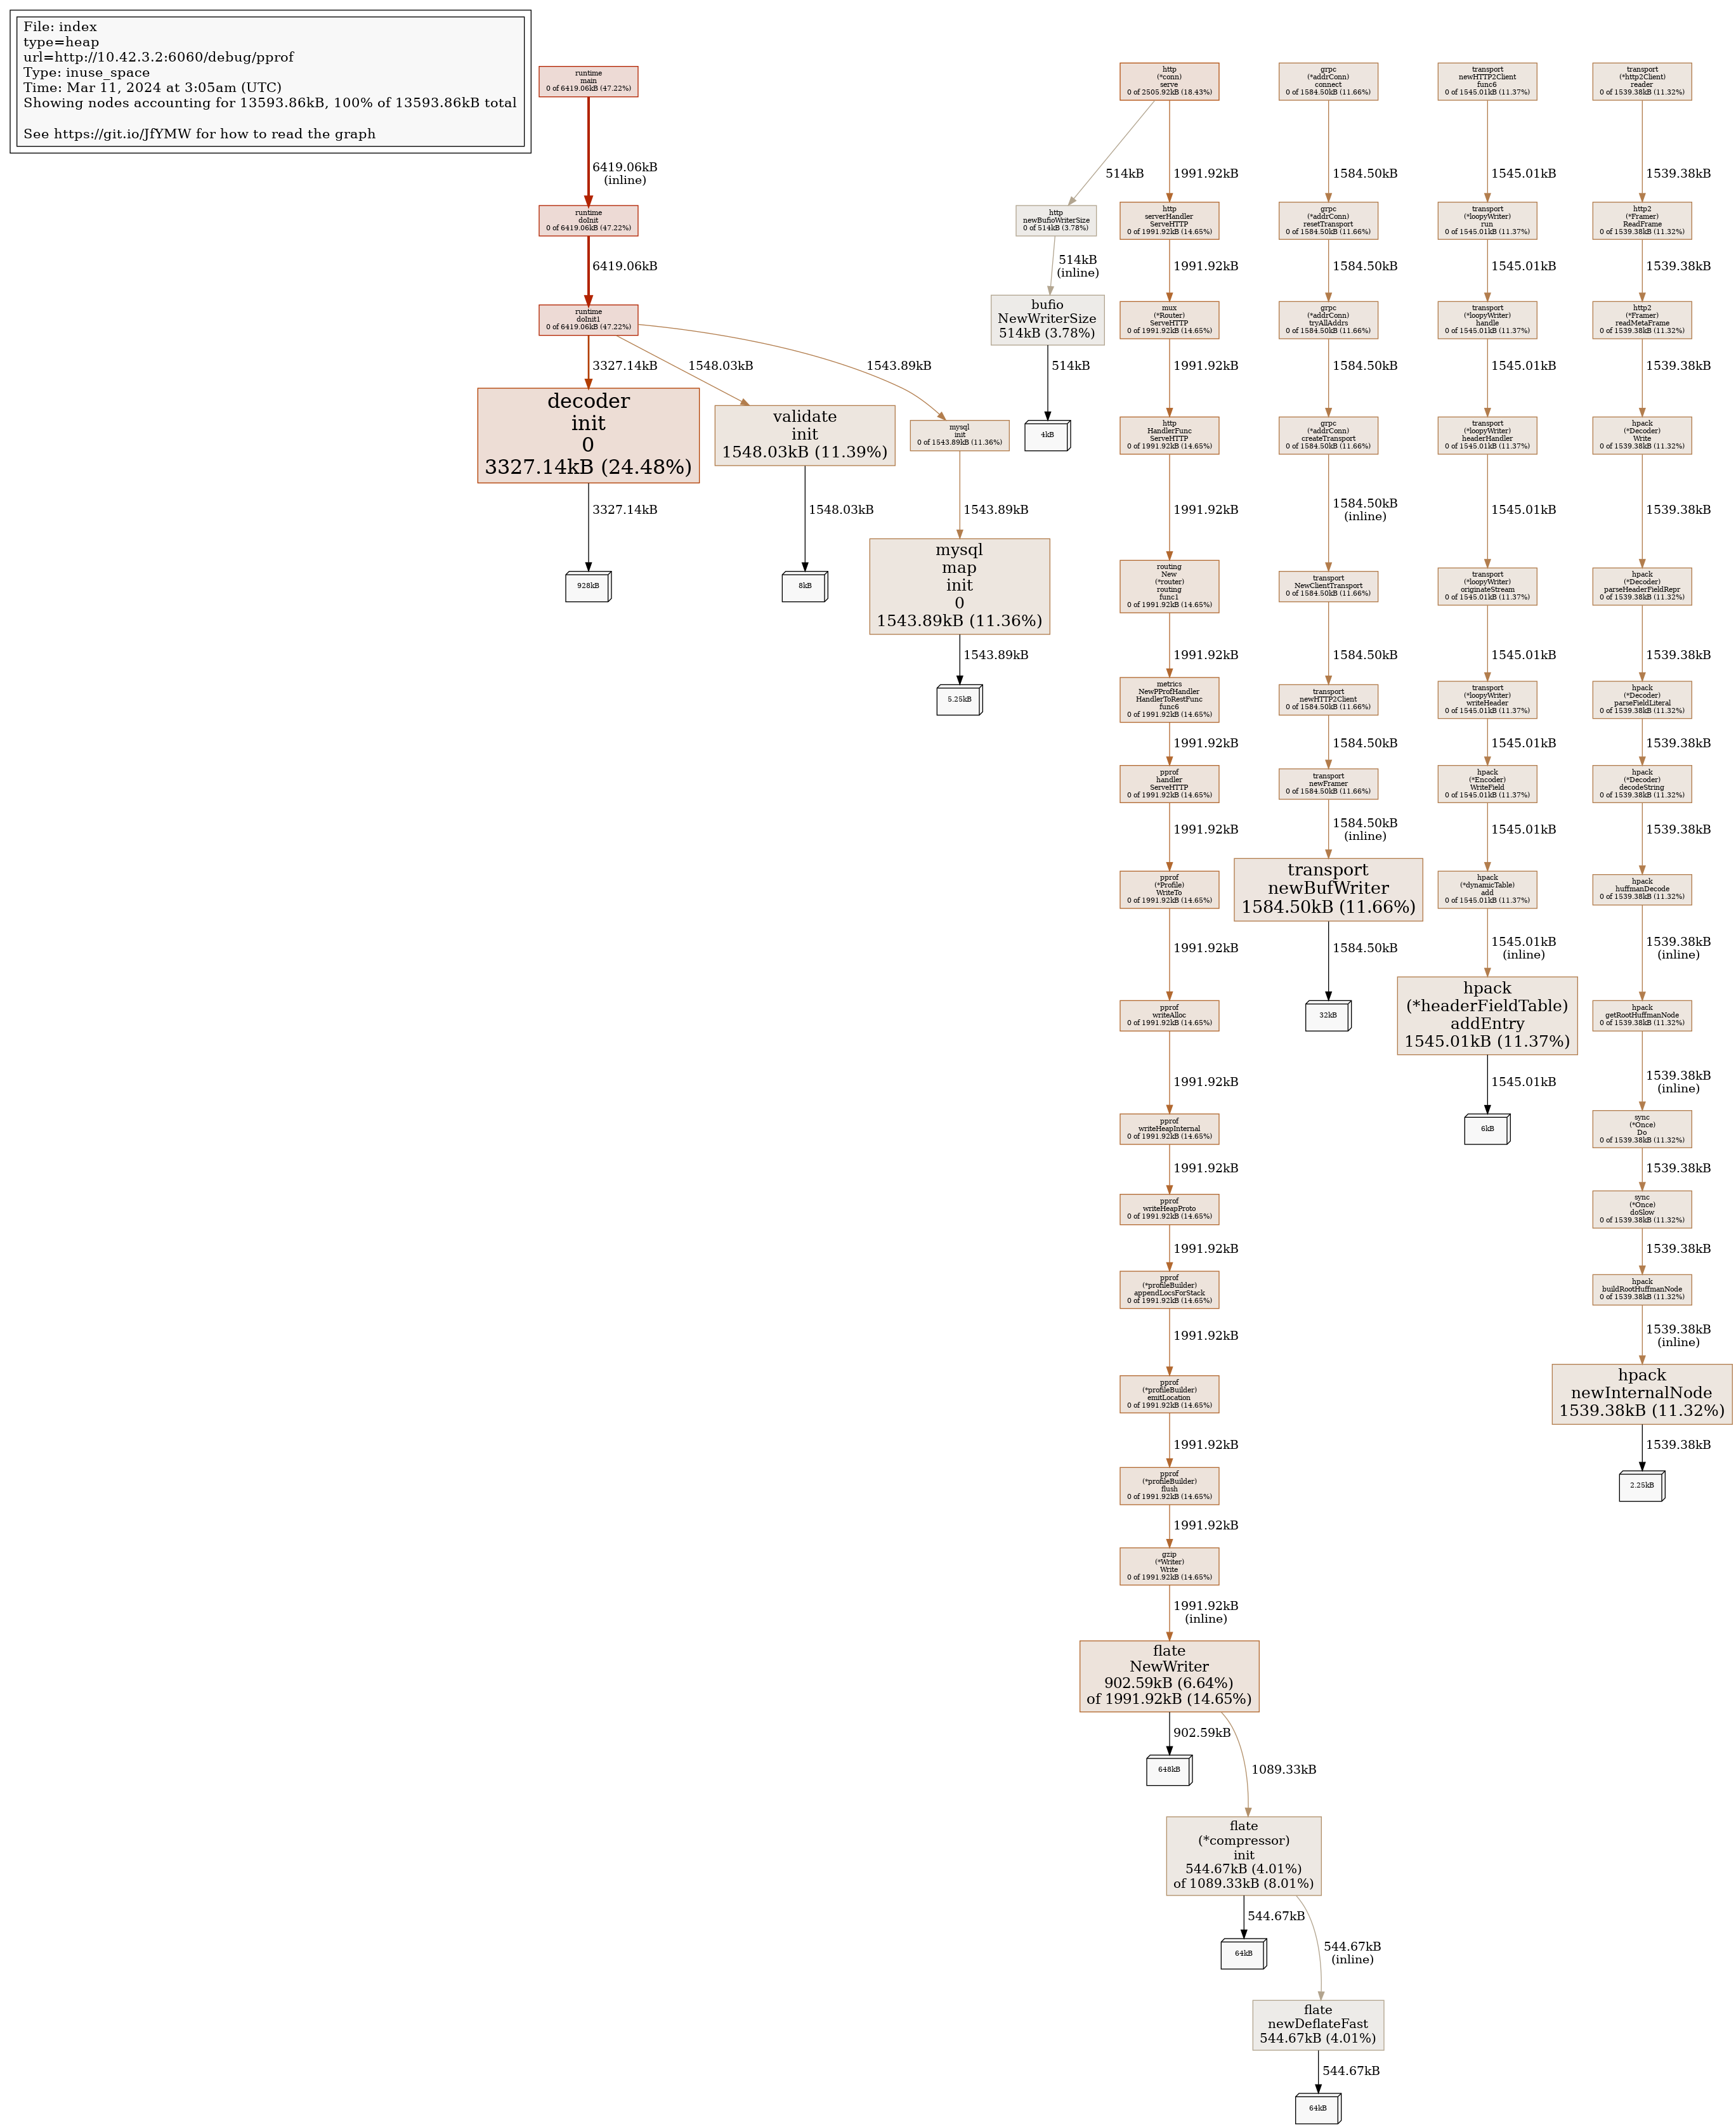 File: index
type=heap
url=http://10.42.3.2:6060/debug/pprof
Type: inuse_space
Time: Mar 11, 2024 at 3:05am (UTC)
Showing nodes accounting for 13593.86kB, 100% of 13593.86kB total
See https://git.io/JfYMW for how to read the graph
runtime
main
0 of 6419.06kB (47.22%)
6419.06kB
(inline)
runtime
doInit
0 of 6419.06kB (47.22%)
6419.06kB
runtime
doInit1
0 of 6419.06kB (47.22%)
3327.14kB
1548.03kB
1543.89kB
decoder
init
0
3327.14kB (24.48%)
3327.14kB
928kB
validate
init
1548.03kB (11.39%)
1548.03kB
8kB
mysql
init
0 of 1543.89kB (11.36%)
1543.89kB
mysql
map
init
0
1543.89kB (11.36%)
1543.89kB
5.25kB
http
(*conn)
serve
0 of 2505.92kB (18.43%)
514kB
1991.92kB
http
newBufioWriterSize
0 of 514kB (3.78%)
514kB
(inline)
bufio
NewWriterSize
514kB (3.78%)
514kB
4kB
http
serverHandler
ServeHTTP
0 of 1991.92kB (14.65%)
1991.92kB
mux
(*Router)
ServeHTTP
0 of 1991.92kB (14.65%)
1991.92kB
http
HandlerFunc
ServeHTTP
0 of 1991.92kB (14.65%)
1991.92kB
routing
New
(*router)
routing
func1
0 of 1991.92kB (14.65%)
1991.92kB
metrics
NewPProfHandler
HandlerToRestFunc
func6
0 of 1991.92kB (14.65%)
1991.92kB
pprof
handler
ServeHTTP
0 of 1991.92kB (14.65%)
1991.92kB
pprof
(*Profile)
WriteTo
0 of 1991.92kB (14.65%)
1991.92kB
pprof
writeAlloc
0 of 1991.92kB (14.65%)
1991.92kB
pprof
writeHeapInternal
0 of 1991.92kB (14.65%)
1991.92kB
pprof
writeHeapProto
0 of 1991.92kB (14.65%)
1991.92kB
pprof
(*profileBuilder)
appendLocsForStack
0 of 1991.92kB (14.65%)
1991.92kB
pprof
(*profileBuilder)
emitLocation
0 of 1991.92kB (14.65%)
1991.92kB
pprof
(*profileBuilder)
flush
0 of 1991.92kB (14.65%)
1991.92kB
gzip
(*Writer)
Write
0 of 1991.92kB (14.65%)
1991.92kB
(inline)
flate
NewWriter
902.59kB (6.64%)
of 1991.92kB (14.65%)
902.59kB
648kB
1089.33kB
flate
(*compressor)
init
544.67kB (4.01%)
of 1089.33kB (8.01%)
544.67kB
64kB
544.67kB
(inline)
flate
newDeflateFast
544.67kB (4.01%)
544.67kB
64kB
grpc
(*addrConn)
connect
0 of 1584.50kB (11.66%)
1584.50kB
grpc
(*addrConn)
resetTransport
0 of 1584.50kB (11.66%)
1584.50kB
grpc
(*addrConn)
tryAllAddrs
0 of 1584.50kB (11.66%)
1584.50kB
grpc
(*addrConn)
createTransport
0 of 1584.50kB (11.66%)
1584.50kB
(inline)
transport
NewClientTransport
0 of 1584.50kB (11.66%)
1584.50kB
transport
newHTTP2Client
0 of 1584.50kB (11.66%)
1584.50kB
transport
newFramer
0 of 1584.50kB (11.66%)
1584.50kB
(inline)
transport
newBufWriter
1584.50kB (11.66%)
1584.50kB
32kB
transport
newHTTP2Client
func6
0 of 1545.01kB (11.37%)
1545.01kB
transport
(*loopyWriter)
run
0 of 1545.01kB (11.37%)
1545.01kB
transport
(*loopyWriter)
handle
0 of 1545.01kB (11.37%)
1545.01kB
transport
(*loopyWriter)
headerHandler
0 of 1545.01kB (11.37%)
1545.01kB
transport
(*loopyWriter)
originateStream
0 of 1545.01kB (11.37%)
1545.01kB
transport
(*loopyWriter)
writeHeader
0 of 1545.01kB (11.37%)
1545.01kB
hpack
(*Encoder)
WriteField
0 of 1545.01kB (11.37%)
1545.01kB
hpack
(*dynamicTable)
add
0 of 1545.01kB (11.37%)
1545.01kB
(inline)
hpack
(*headerFieldTable)
addEntry
1545.01kB (11.37%)
1545.01kB
6kB
transport
(*http2Client)
reader
0 of 1539.38kB (11.32%)
1539.38kB
http2
(*Framer)
ReadFrame
0 of 1539.38kB (11.32%)
1539.38kB
http2
(*Framer)
readMetaFrame
0 of 1539.38kB (11.32%)
1539.38kB
hpack
(*Decoder)
Write
0 of 1539.38kB (11.32%)
1539.38kB
hpack
(*Decoder)
parseHeaderFieldRepr
0 of 1539.38kB (11.32%)
1539.38kB
hpack
(*Decoder)
parseFieldLiteral
0 of 1539.38kB (11.32%)
1539.38kB
hpack
(*Decoder)
decodeString
0 of 1539.38kB (11.32%)
1539.38kB
hpack
huffmanDecode
0 of 1539.38kB (11.32%)
1539.38kB
(inline)
hpack
getRootHuffmanNode
0 of 1539.38kB (11.32%)
1539.38kB
(inline)
sync
(*Once)
Do
0 of 1539.38kB (11.32%)
1539.38kB
sync
(*Once)
doSlow
0 of 1539.38kB (11.32%)
1539.38kB
hpack
buildRootHuffmanNode
0 of 1539.38kB (11.32%)
1539.38kB
(inline)
hpack
newInternalNode
1539.38kB (11.32%)
1539.38kB
2.25kB